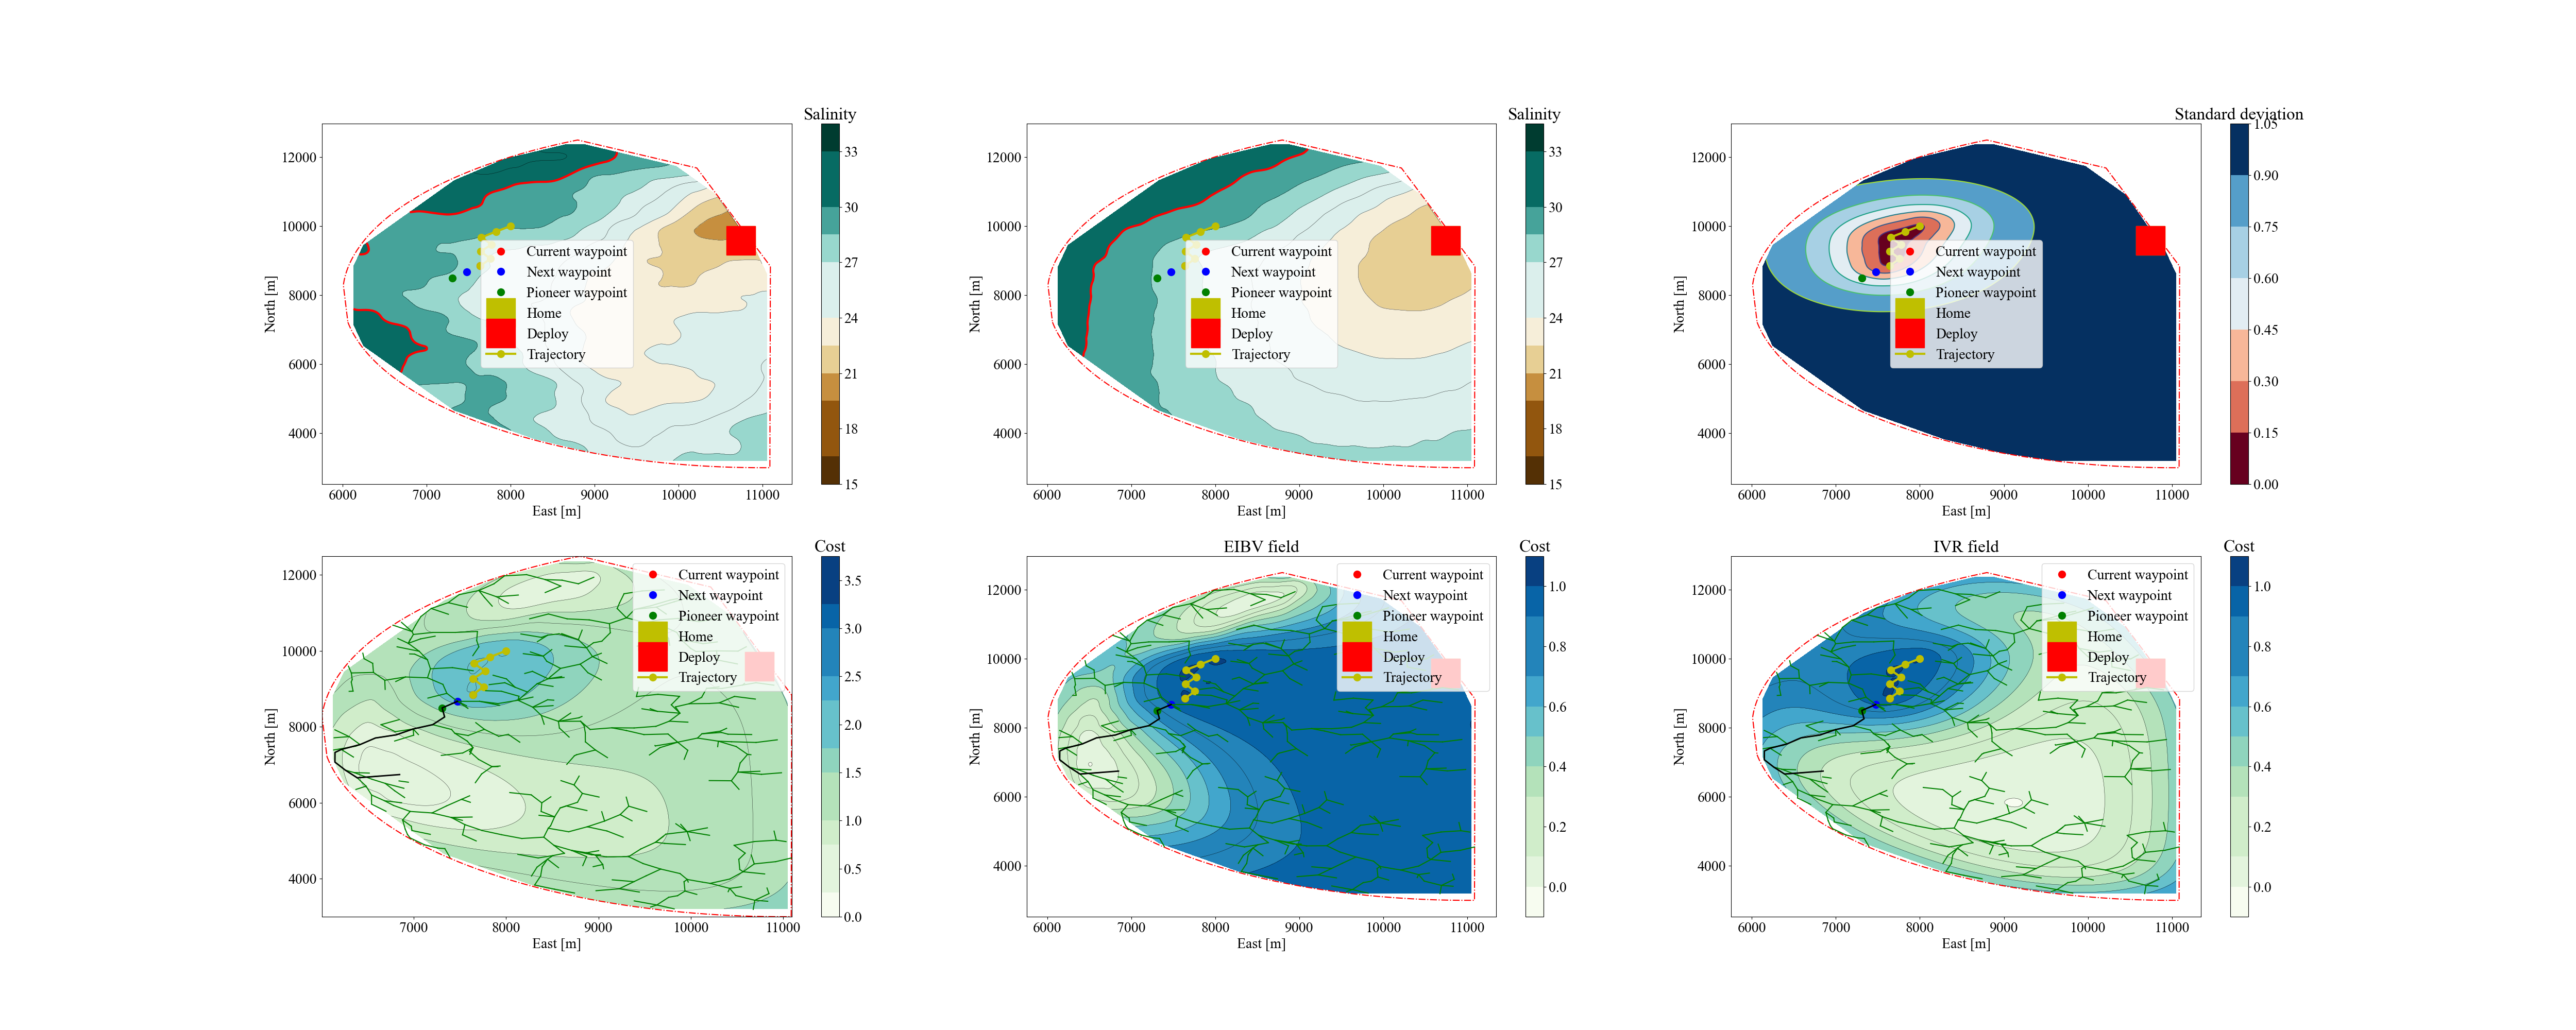 Salinity
12000
10000
8000
6000
4000
North [m]
6000 7000 8000 9000 10000 11000
East [m]
Current waypoint
Next waypoint
Pioneer waypoint
Home
Deploy
Trajectory
33
30
27
24
21
18
15
Salinity
12000
10000
8000
6000
4000
North [m]
6000 7000 8000 9000 10000 11000
East [m]
Current waypoint
Next waypoint
Pioneer waypoint
Home
Deploy
Trajectory
33
30
27
24
21
18
15
Standard deviation
12000
10000
8000
6000
4000
North [m]
6000 7000 8000 9000 10000 11000
East [m]
Current waypoint
Next waypoint
Pioneer waypoint
Home
Deploy
Trajectory
1.05
0.90
0.75
0.60
0.45
0.30
0.15
0.00
Cost
12000
10000
8000
6000
4000
North [m]
7000 8000 9000 10000 11000
East [m]
Current waypoint
Next waypoint
Pioneer waypoint
Home
Deploy
Trajectory
3.5
3.0
2.5
2.0
1.5
1.0
0.5
0.0
EIBV field
Cost
12000
10000
8000
6000
4000
North [m]
6000 7000 8000 9000 10000 11000
East [m]
Current waypoint
Next waypoint
Pioneer waypoint
Home
Deploy
Trajectory
1.0
0.8
0.6
0.4
0.2
0.0
IVR field
Cost
12000
10000
8000
6000
4000
North [m]
6000 7000 8000 9000 10000 11000
East [m]
Current waypoint
Next waypoint
Pioneer waypoint
Home
Deploy
Trajectory
1.0
0.8
0.6
0.4
0.2
0.0